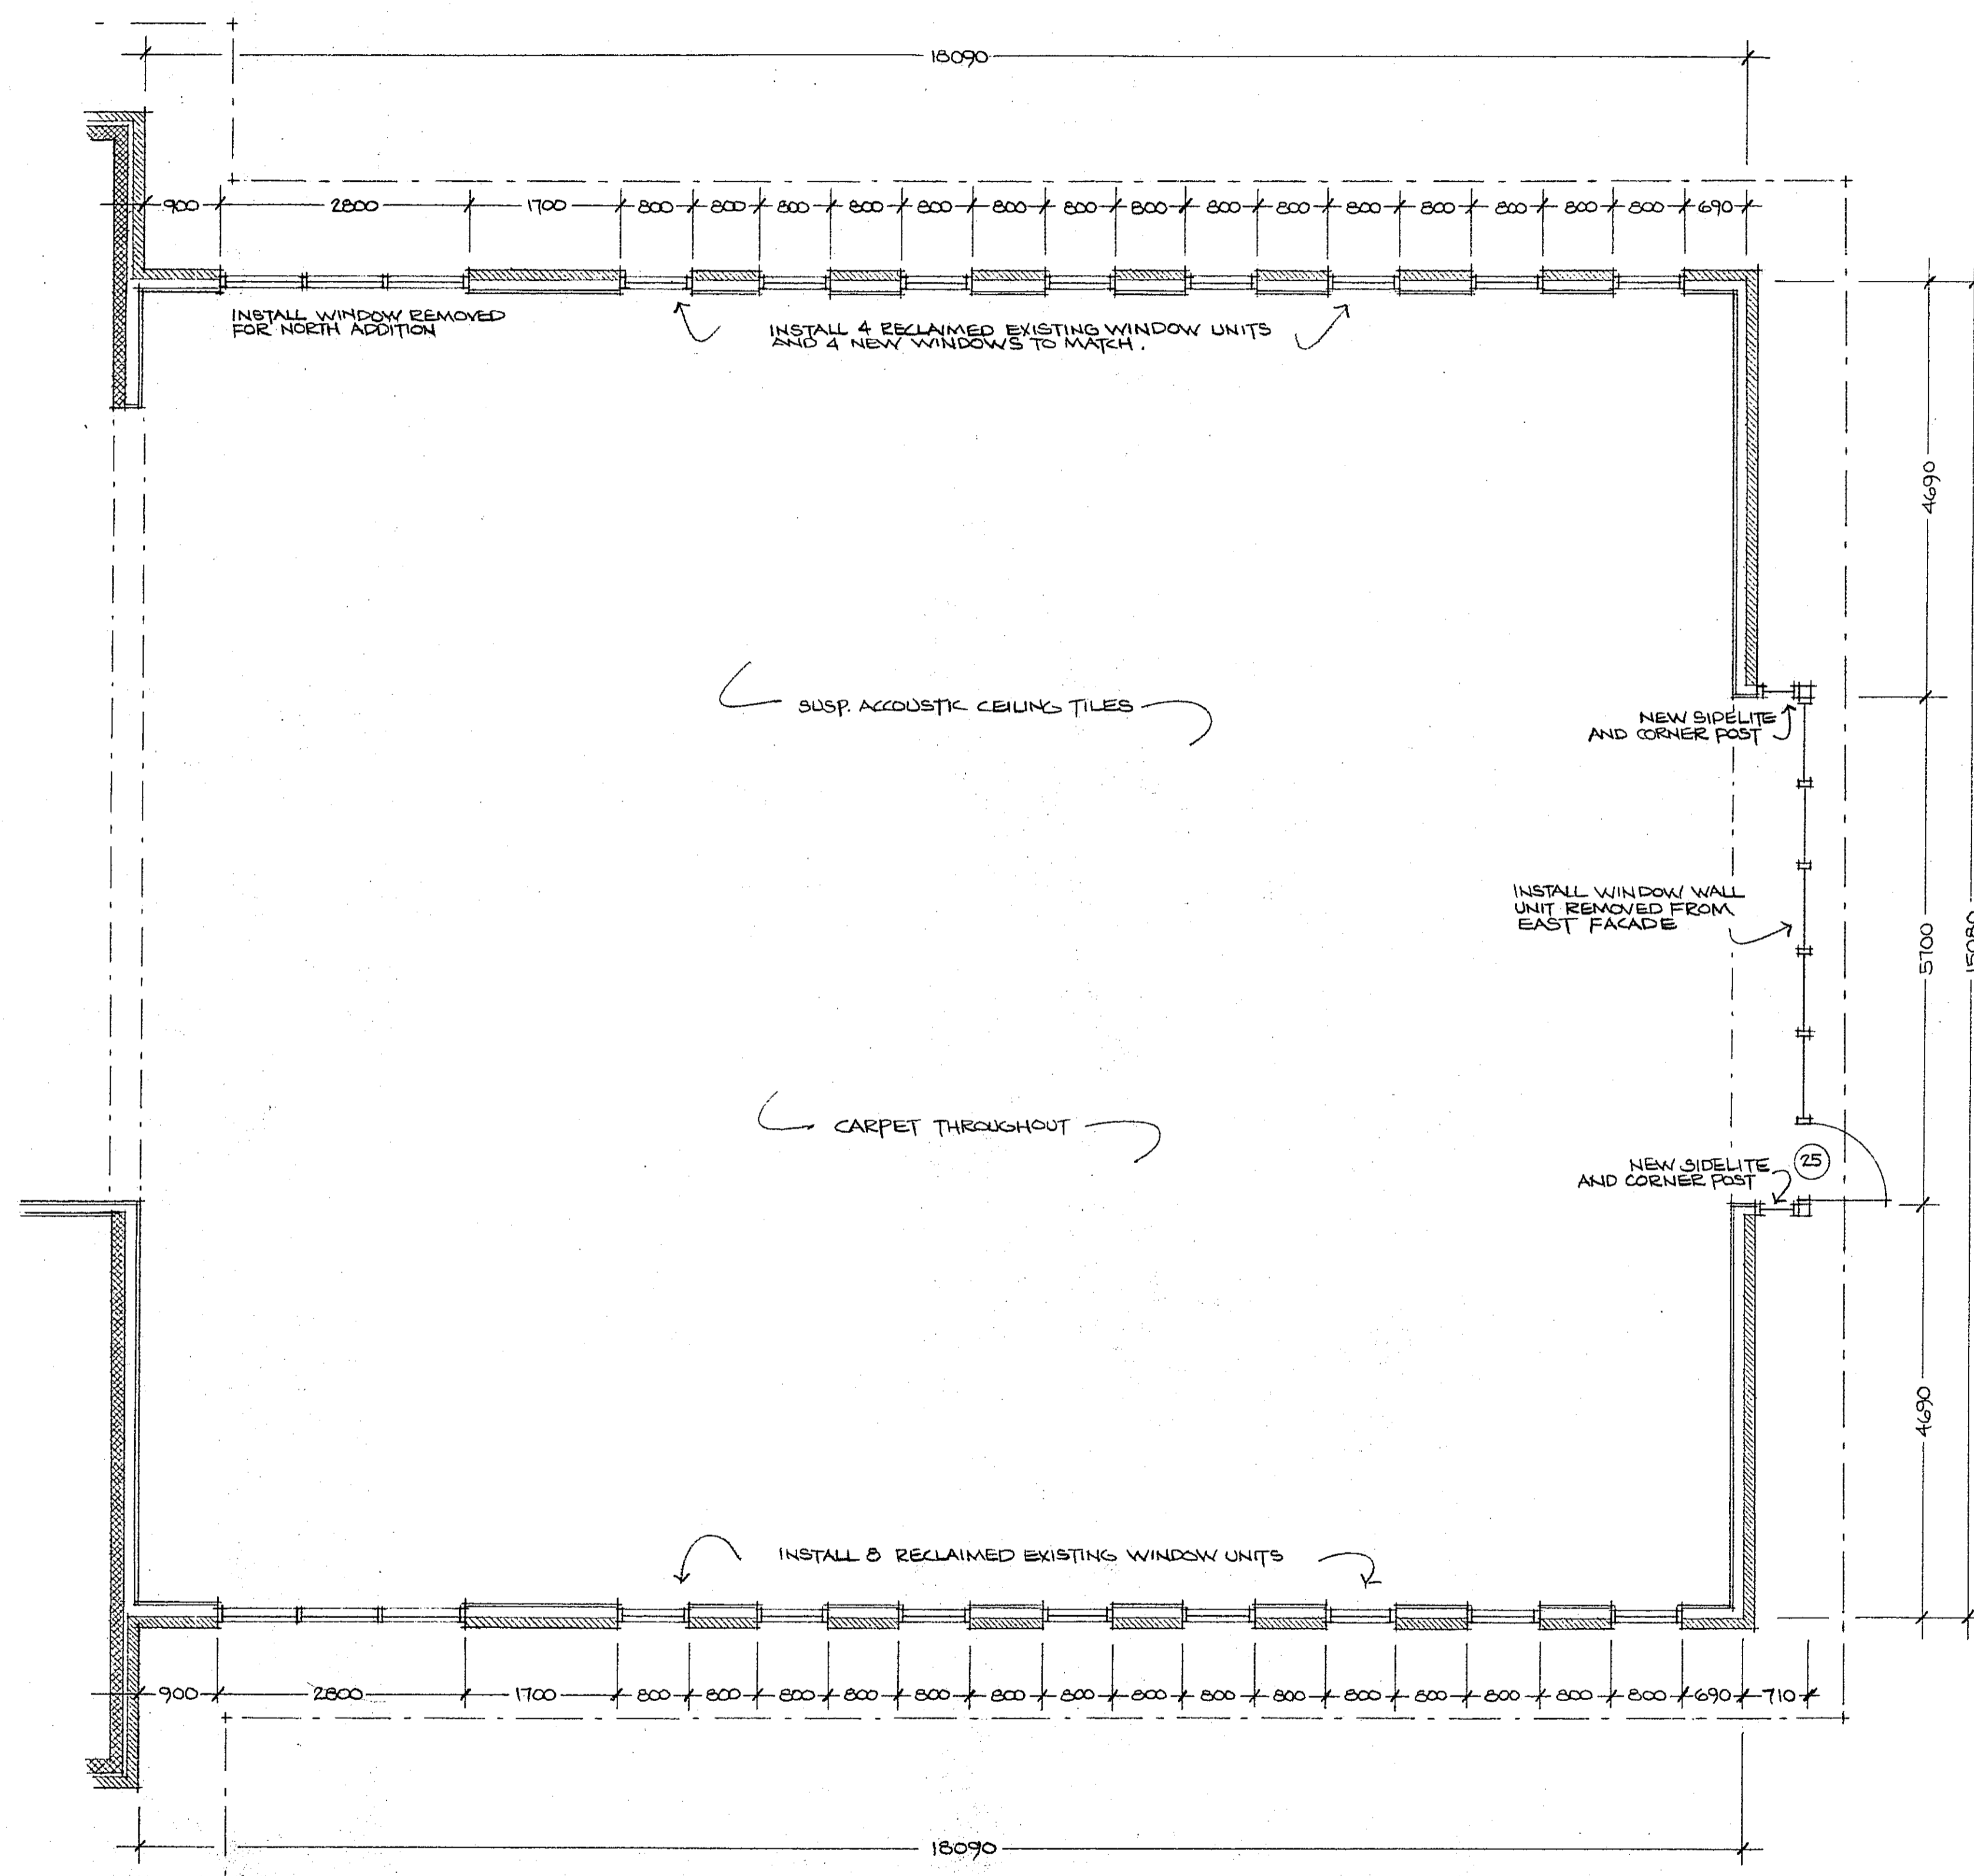 18090
900 2800 1700 800 800 800 800 800 800 800 800 800 800 800 800 800 800 800 690
INSTALL WINDOW REMOVED
FOR NORTH ADDITION
INSTALL 4 RECLAIMED EXISTING WINDOW UNITS
AND 4 NEW WINDOWS TO MATCH.
4690
SUSP. ACCOUSTIC CEILING TILES
NEW SIDELITE
AND CORNER POST
INSTALL WINDOW WALL
UNIT REMOVED FROM
EAST FACADE
5700
15080
CARPET THROUGHOUT
25
NEW SIDELITE
AND CORNER POST
4690
INSTALL 8 RECLAIMED EXISTING WINDOW UNITS
900 2800 1700 800 800 800 800 800 800 800 800 800 800 800 800 800 800 800 690 710
18090